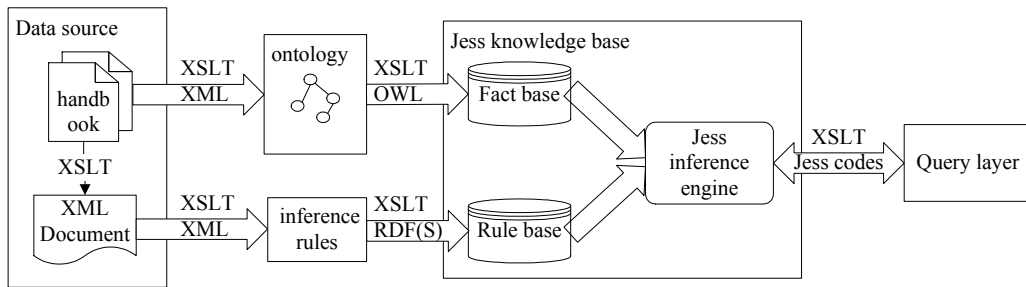 Data source
handb
ook
XSLT
XML
Document
XSLT
XML
XSLT
XML
ontology
inference
rules
XSLT
OWL
XSLT
RDF(S)
Jess knowledge base
Fact base
Rule base
Jess
inference
engine
XSLT
Jess codes
Query layer